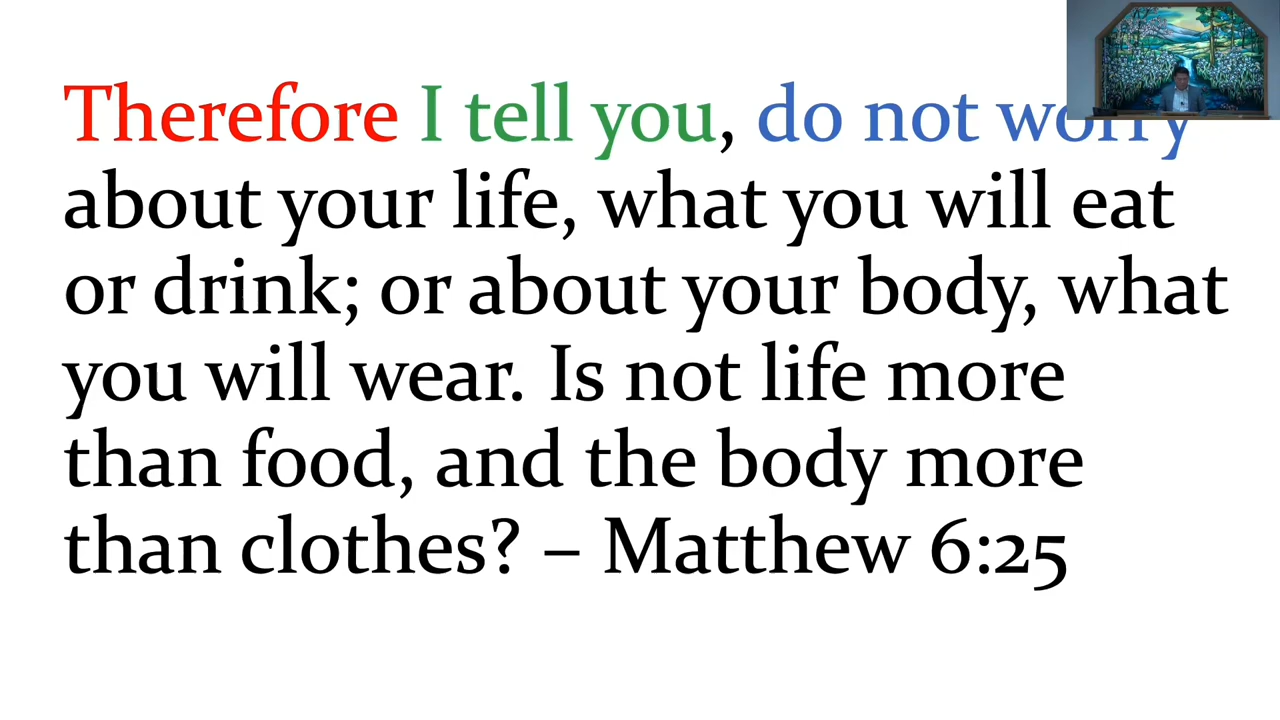 Therefore I tell you, do not worry
about your life, what you will eat
or drink; or about your body, what
you will wear. Is not life more
than food, and the body more
than clothes? – Matthew 6:25